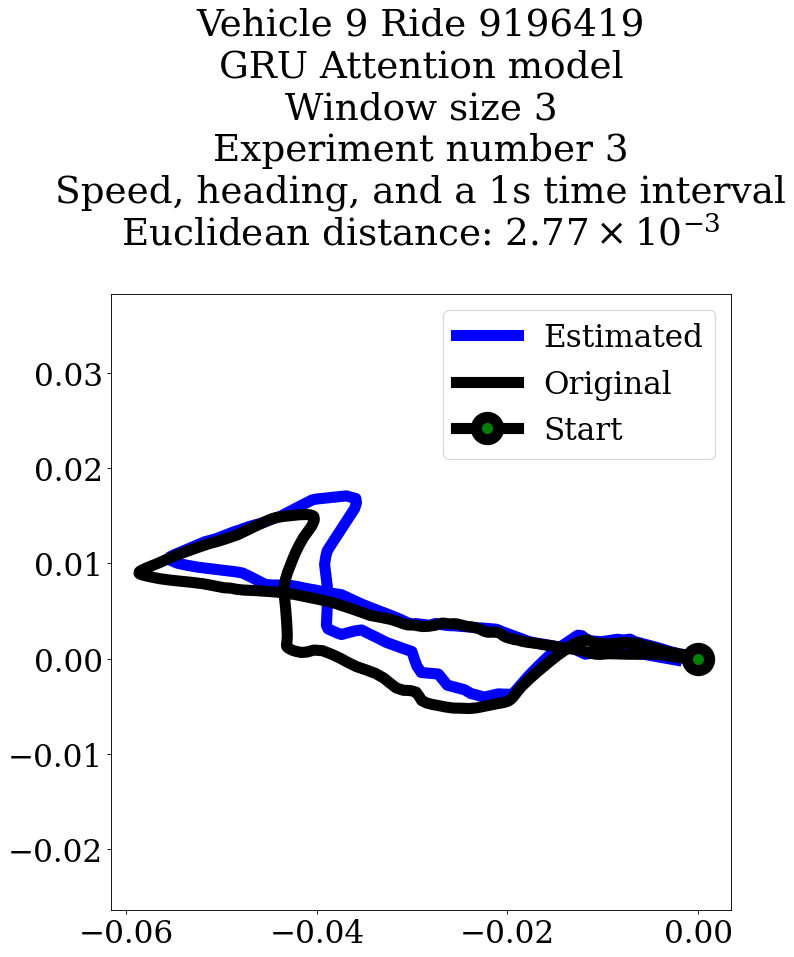 Vehicle 9 Ride 9196419
GRU Attention model
Window size 3
Experiment number 3
Speed, heading, and a 1s time interval
Euclidean distance: 2.77 × 10⁻³
Estimated
Original
Start
0.03
0.02
0.01
0.00
−0.01
−0.02
−0.06
−0.04
−0.02
0.00